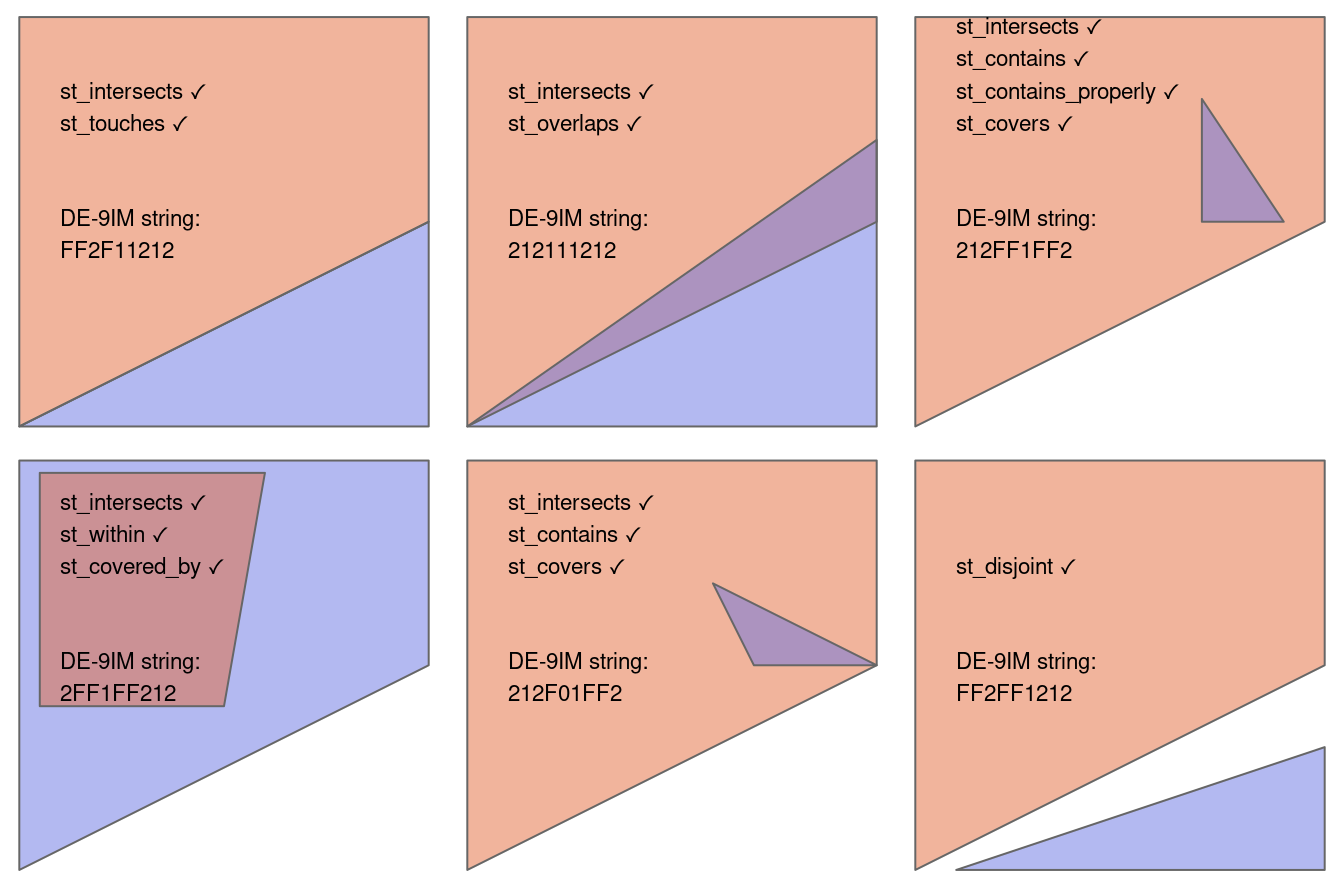 st_intersects ✓
st_touches ✓
DE-9IM string:
FF2F11212
st_intersects ✓
st_overlaps ✓
DE-9IM string:
212111212
st_intersects ✓
st_contains ✓
st_contains_properly ✓
st_covers ✓
DE-9IM string:
212FF1FF2
st_intersects ✓
st_within ✓
st_covered_by ✓
DE-9IM string:
2FF1FF212
st_intersects ✓
st_contains ✓
st_covers ✓
DE-9IM string:
212F01FF2
st_disjoint ✓
DE-9IM string:
FF2FF1212